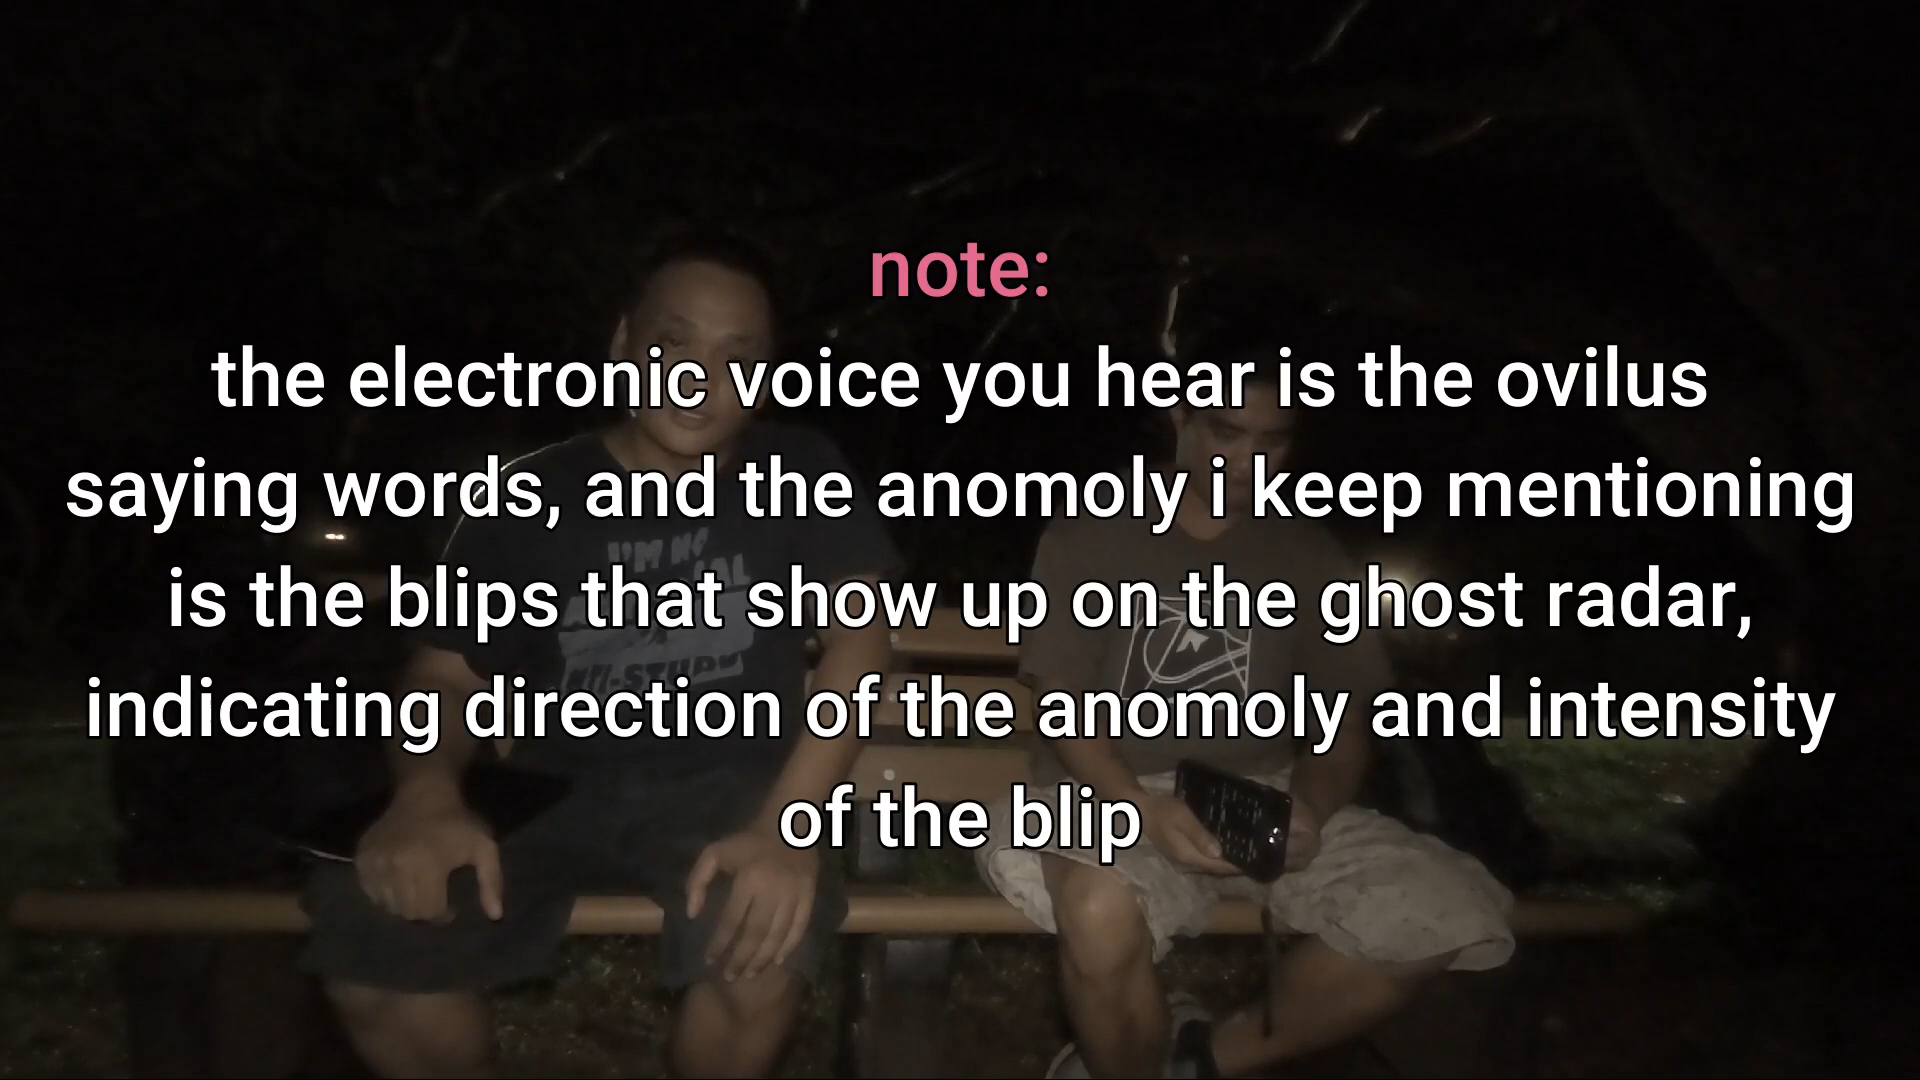 note:
the electronic voice you hear is the ovilus
saying words, and the anomoly i keep mentioning
is the blips that show up on the ghost radar,
indicating direction of the anomoly and intensity
of the blip
I'M NO